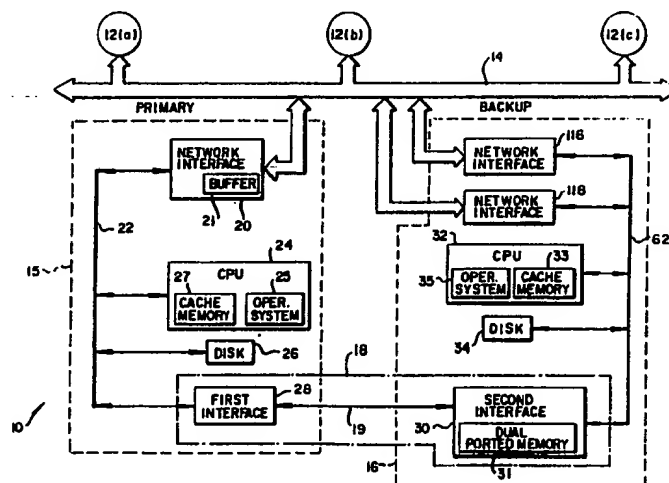 12(a)
12(b)
12(c)
14
PRIMARY
BACKUP
NETWORK
INTERFACE
BUFFER
21
20
22
116
NETWORK
INTERFACE
NETWORK
INTERFACE
118
62
15
24
CPU
27
25
CACHE
MEMORY
OPER.
SYSTEM
DISK
26
32
CPU
33
35
OPER.
SYSTEM
CACHE
MEMORY
DISK
34
18
FIRST
INTERFACE
28
19
10
SECOND
INTERFACE
30
DUAL
PORTED MEMORY
31
16